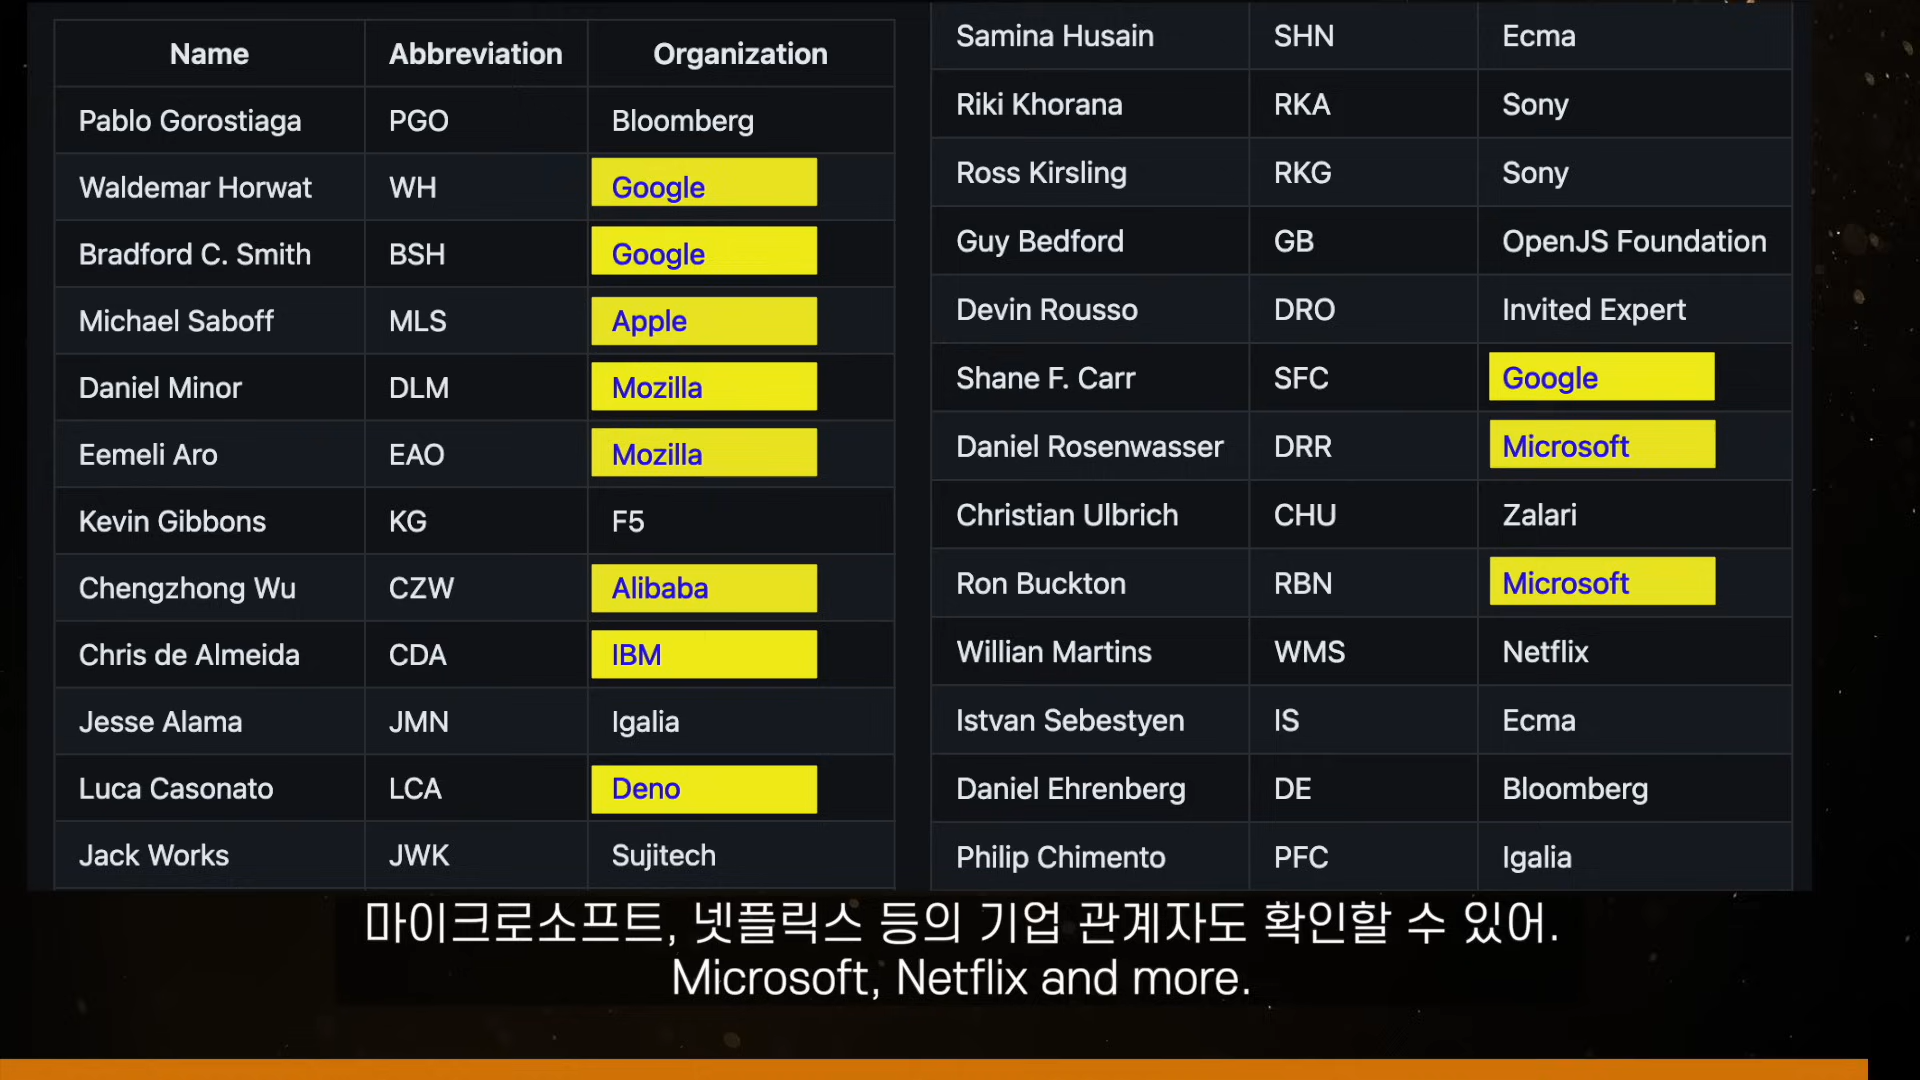 Name Abbreviation Organization
Pablo Gorostiaga PGO Bloomberg
Waldemar Horwat WH Google
Bradford C. Smith BSH Google
Michael Saboff MLS Apple
Daniel Minor DLM Mozilla
Eemeli Aro EAO Mozilla
Kevin Gibbons KG F5
Chengzhong Wu CZW Alibaba
Chris de Almeida CDA IBM
Jesse Alama JMN Igalia
Luca Casonato LCA Deno
Jack Works JWK Sujitech
Samina Husain SHN Ecma
Riki Khorana RKA Sony
Ross Kirsling RKG Sony
Guy Bedford GB OpenJS Foundation
Devin Rousso DRO Invited Expert
Shane F. Carr SFC Google
Daniel Rosenwasser DRR Microsoft
Christian Ulbrich CHU Zalari
Ron Buckton RBN Microsoft
Willian Martins WMS Netflix
Istvan Sebestyen IS Ecma
Daniel Ehrenberg DE Bloomberg
Philip Chimento PFC Igalia
마이크로소프트, 넷플릭스 등의 기업 관계자도 확인할 수 있어.
Microsoft, Netflix and more.